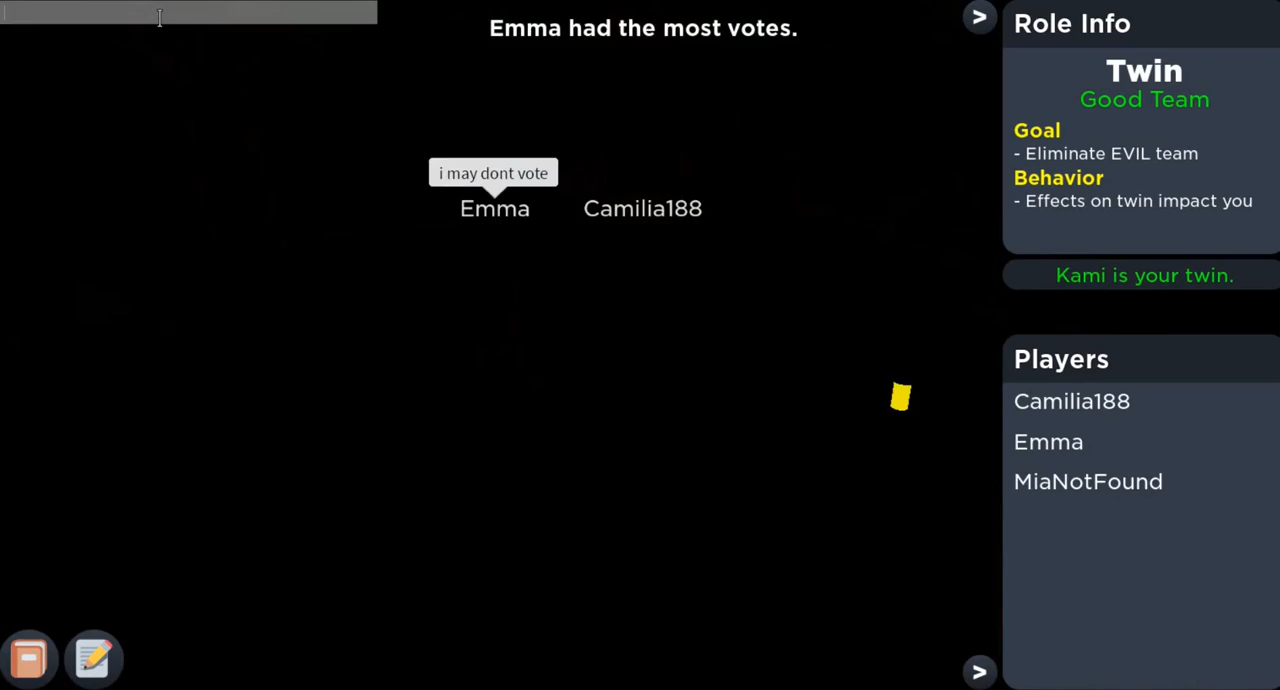 Emma had the most votes.
i may dont vote
Emma
Camilia188
>
Role Info
Twin
Good Team
Goal
- Eliminate EVIL team
Behavior
- Effects on twin impact you
Kami is your twin.
Players
Camilia188
Emma
MiaNotFound
>